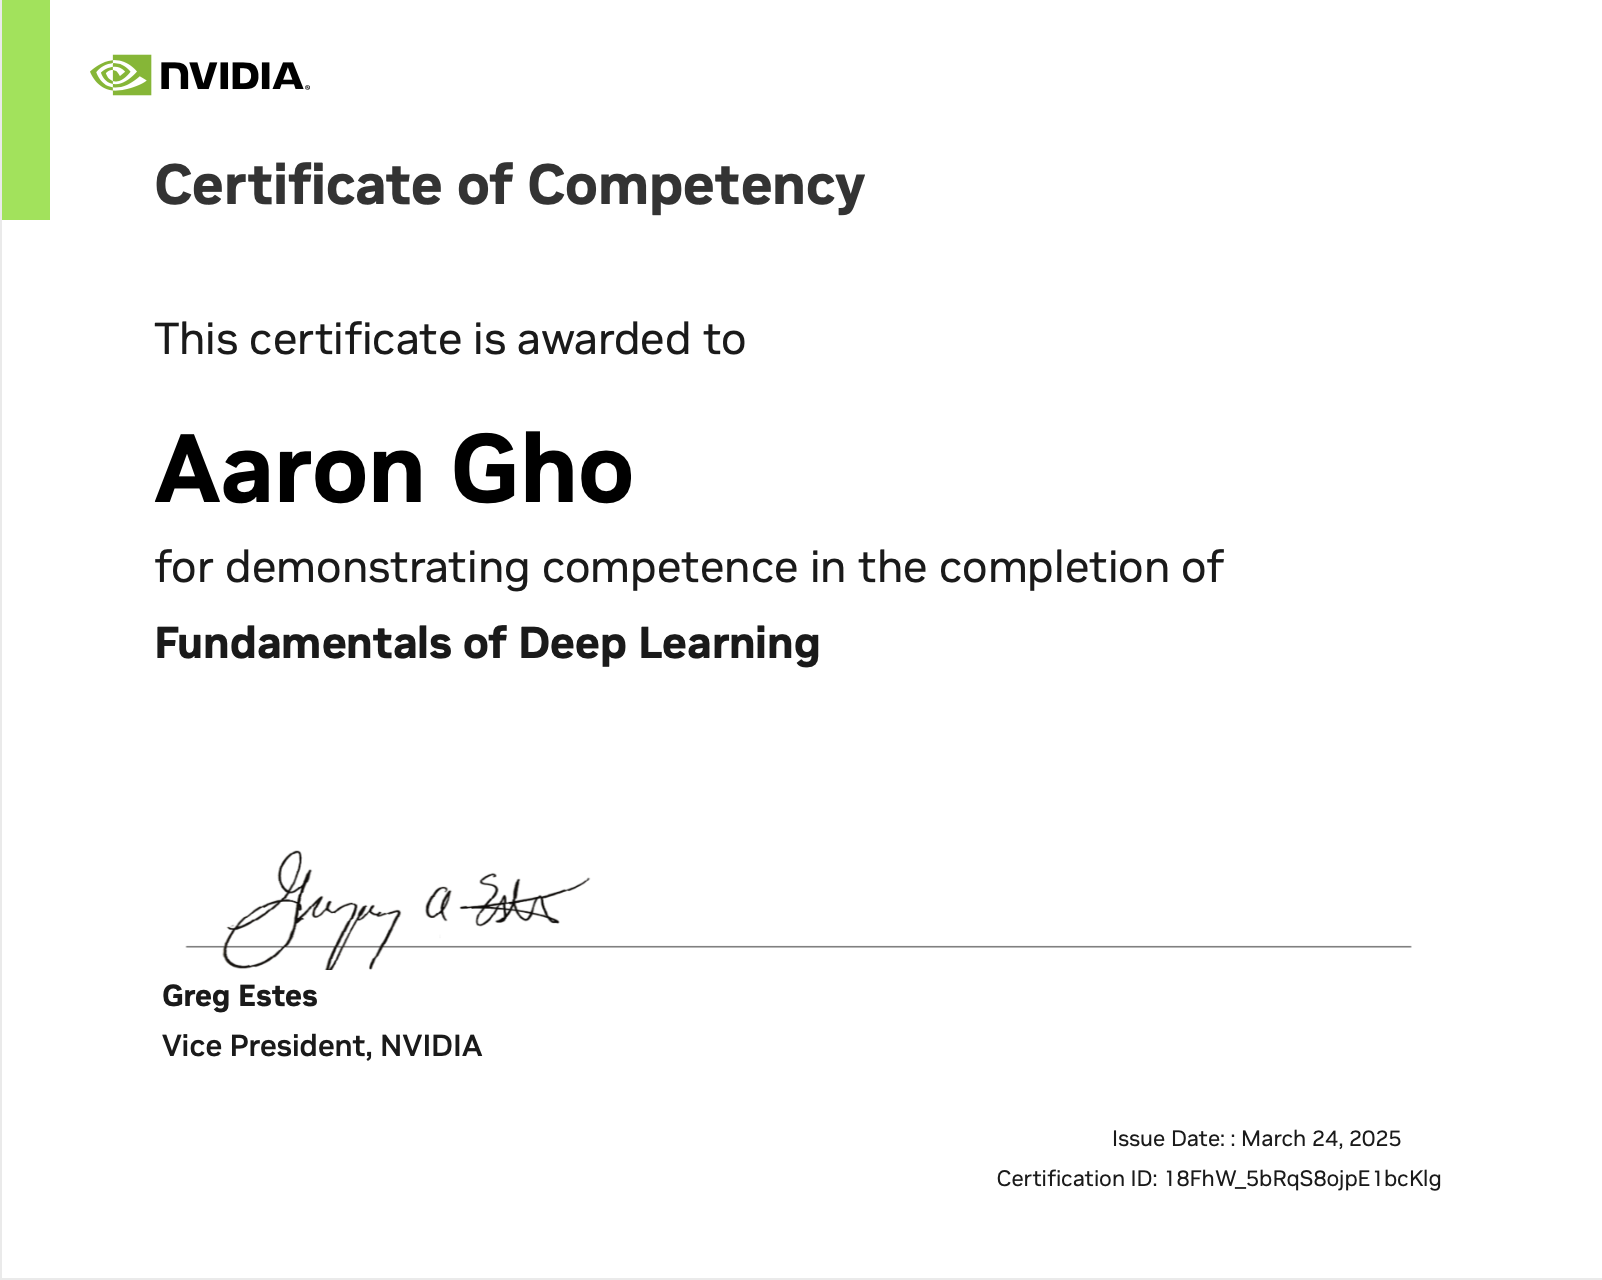 NVIDIA®
Certificate of Competency
This certificate is awarded to
Aaron Gho
for demonstrating competence in the completion of
Fundamentals of Deep Learning
Gregory A Estes
Greg Estes
Vice President, NVIDIA
Issue Date: : March 24, 2025
Certification ID: 18FhW_5bRqS8ojpE1bcKlg